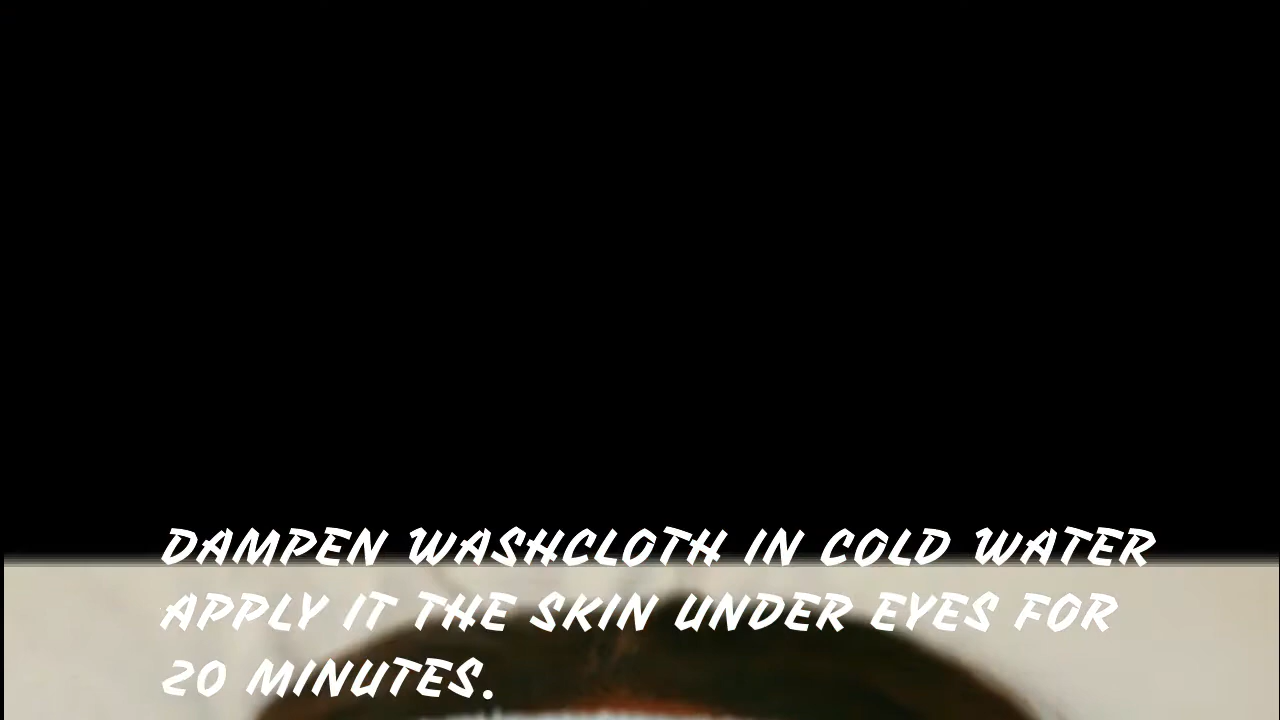 DAMPEN WASHCLOTH IN COLD WATER
APPLY IT THE SKIN UNDER EYES FOR
20 MINUTES.